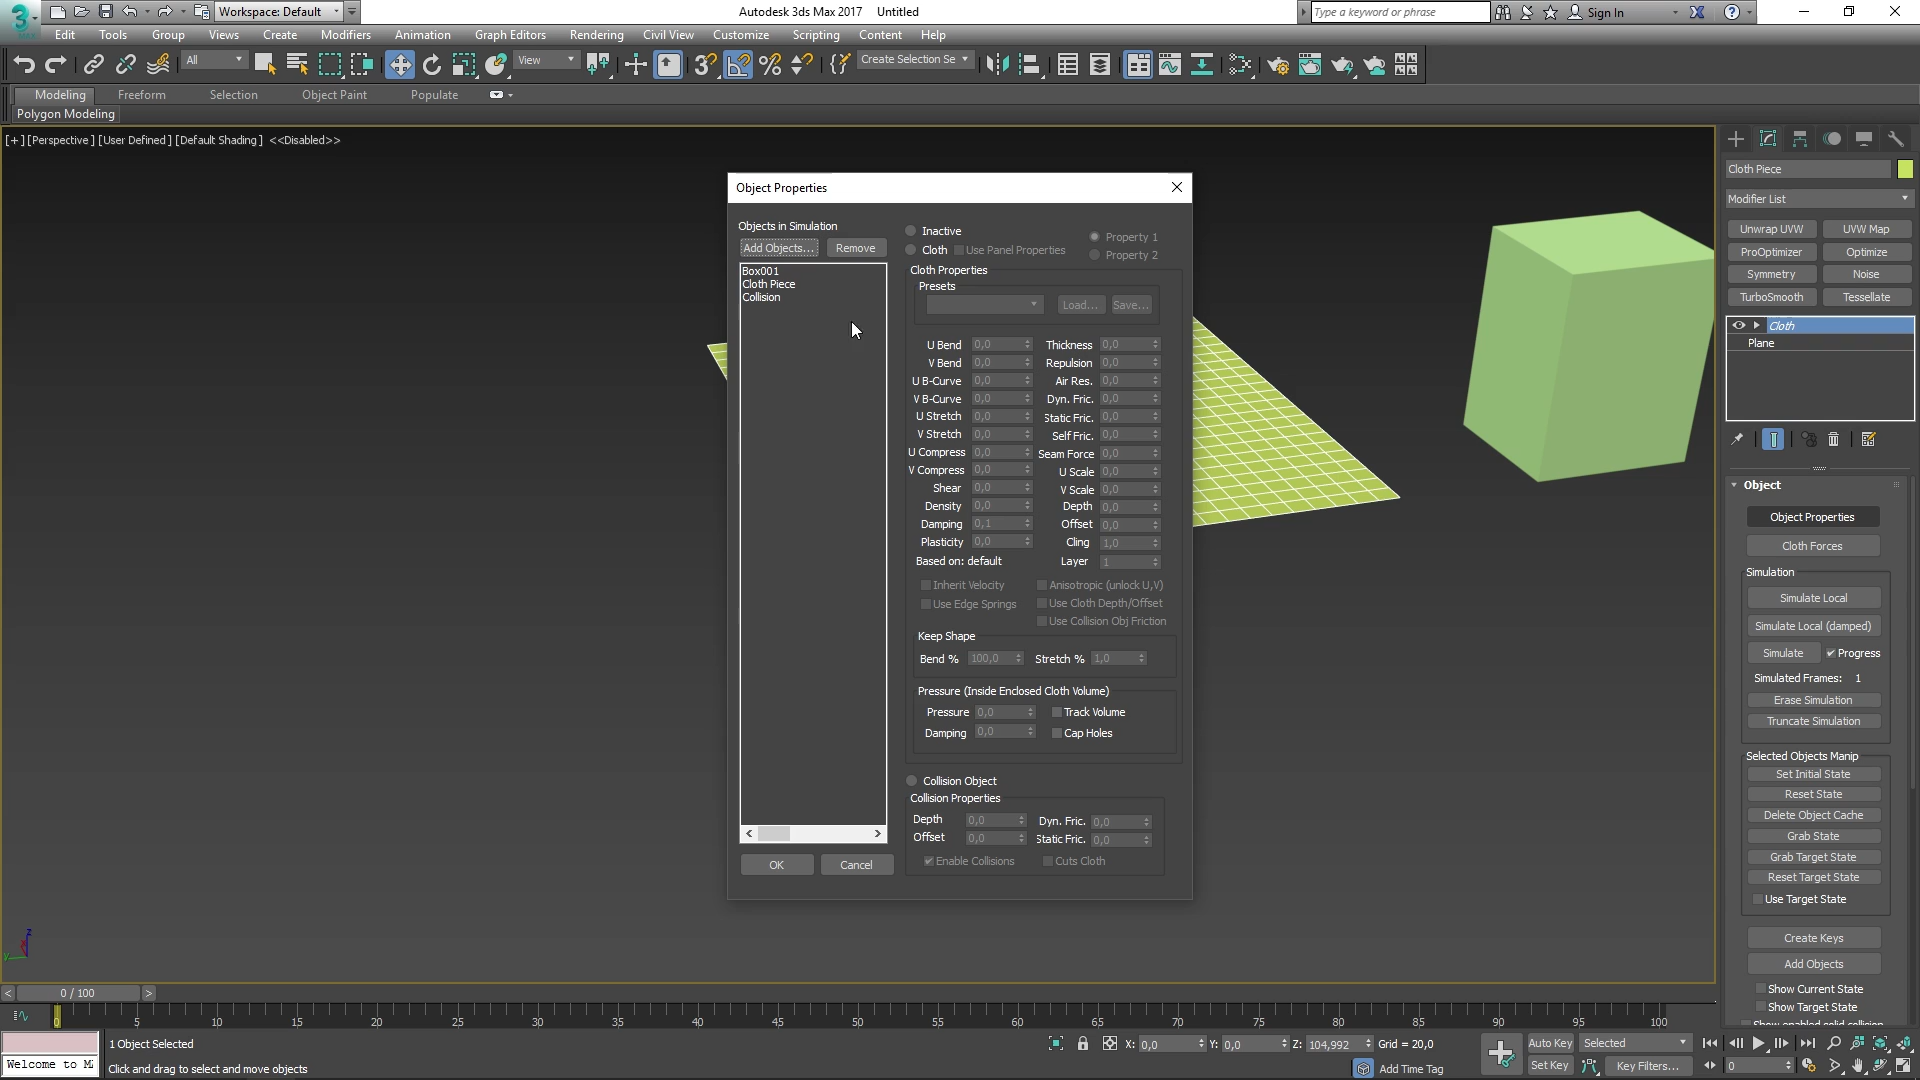 Workspace: Default
Autodesk 3ds Max 2017 Untitled
Type a keyword or phrase
Sign In
Edit Tools Group Views Create Modifiers Animation Graph Editors Rendering Civil View Customize Scripting Content Help
All
View
Create Selection Se
Modeling Freeform Selection Object Paint Populate
Polygon Modeling
[+] [Perspective] [User Defined] [Default Shading] <<Disabled>>
Object Properties
Objects in Simulation
Add Objects... Remove
Box001
Cloth Piece
Collision
OK Cancel
Inactive
Cloth Use Panel Properties
Property 1
Property 2
Cloth Properties
Presets
Load... Save...
U Bend 0,0 Thickness 0,0
V Bend 0,0 Repulsion 0,0
U B-Curve 0,0 Air Res. 0,0
V B-Curve 0,0 Dyn. Fric. 0,0
U Stretch 0,0 Static Fric. 0,0
V Stretch 0,0 Self Fric. 0,0
U Compress 0,0 Seam Force 0,0
V Compress 0,0 U Scale 0,0
Shear 0,0 V Scale 0,0
Density 0,0 Depth 0,0
Damping 0,1 Offset 0,0
Plasticity 0,0 Cling 1,0
Based on: default Layer 1
Inherit Velocity Anisotropic (unlock U,V)
Use Edge Springs Use Cloth Depth/Offset
Use Collision Obj Friction
Keep Shape
Bend % 100,0 Stretch % 1,0
Pressure (Inside Enclosed Cloth Volume)
Pressure 0,0 Track Volume
Damping 0,0 Cap Holes
Collision Object
Collision Properties
Depth 0,0 Dyn. Fric. 0,0
Offset 0,0 Static Fric. 0,0
Enable Collisions Cuts Cloth
Cloth Piece
Modifier List
Unwrap UVW UVW Map
ProOptimizer Optimize
Symmetry Noise
TurboSmooth Tessellate
Cloth
Plane
Object
Object Properties
Cloth Forces
Simulation
Simulate Local
Simulate Local (damped)
Simulate Progress
Simulated Frames: 1
Erase Simulation
Truncate Simulation
Selected Objects Manip
Set Initial State
Reset State
Delete Object Cache
Grab State
Grab Target State
Reset Target State
Use Target State
Create Keys
Add Objects
Show Current State
Show Target State
Show enabled solid collision
z
x
y
< 0 / 100 >
0 5 10 15 20 25 30 35 40 45 50 55 60 65 70 75 80 85 90 95 100
1 Object Selected
X: 0,0 Y: 0,0 Z: 104,992 Grid = 20,0
Auto Key Selected
Welcome to M
Click and drag to select and move objects
Add Time Tag
Set Key Key Filters... 0